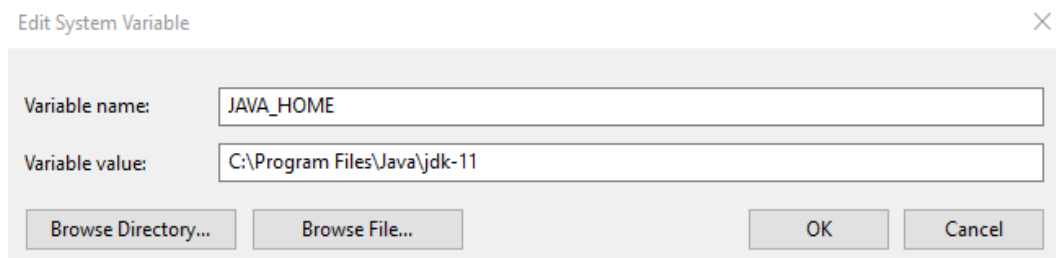 Edit System Variable
Variable name: JAVA_HOME
Variable value: C:\Program Files\Java\jdk-11
Browse Directory... Browse File... OK Cancel